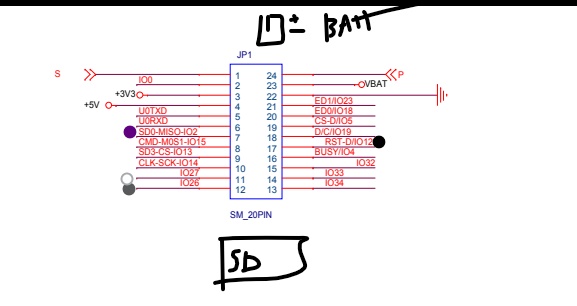 ± BATT
JP1
S 1 24 P
IO0 2 23 VBAT
+3V3 3 22
+5V 4 21 ED1/IO23
U0TXD 5 20 ED0/IO18
U0RXD 6 19 CS-D/IO5
SD0-MISO-IO2 7 18 D/C/IO19
CMD-M0S1-IO15 8 17 RST-D/IO12
SD3-CS-IO13 9 16 BUSY/IO4
CLK-SCK-IO14 10 15 IO32
IO27 11 14 IO33
IO26 12 13 IO34
SM_20PIN
SD